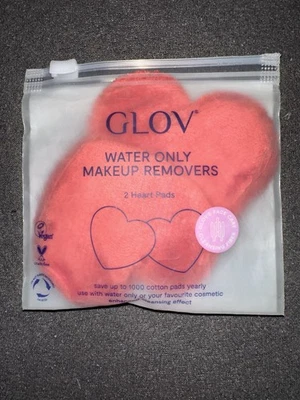 GLOV®
WATER ONLY
MAKEUP REMOVERS
2 Heart Pads
Vegan
save up to 1000 cotton pads yearly
use with water only or your favourite cosmetic
effect